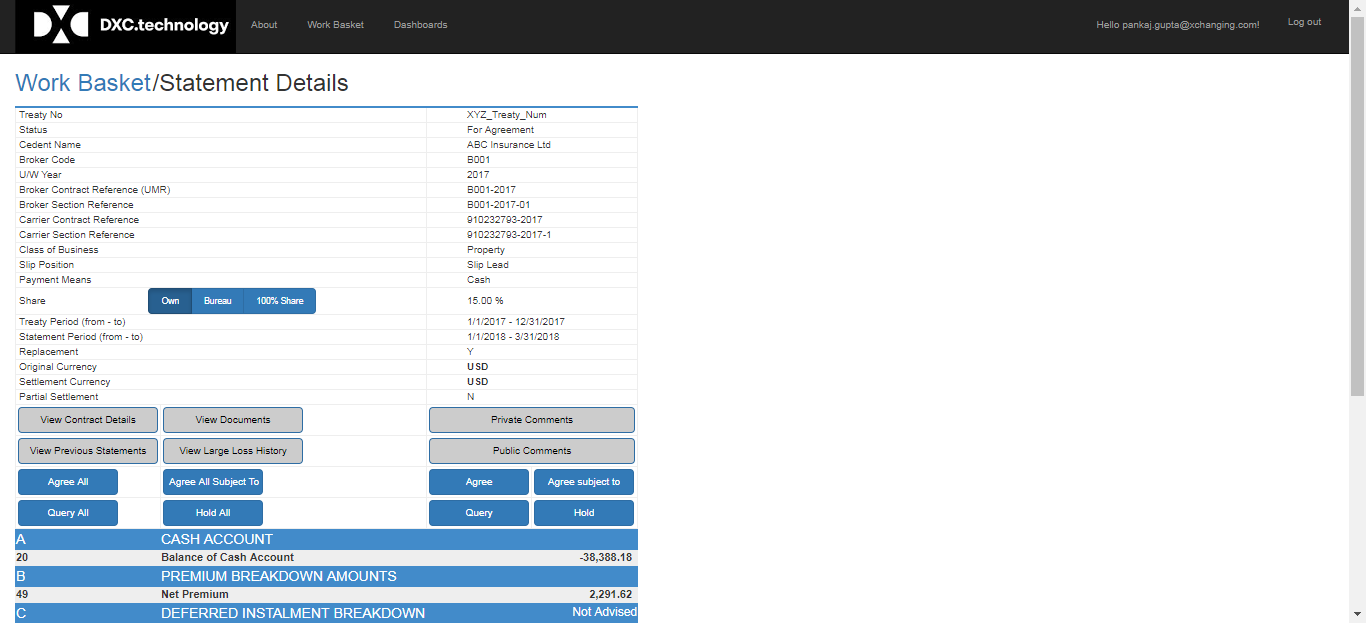 DXC.technology About Work Basket Dashboards Hello pankaj.gupta@xchanging.com! Log out
Work Basket/Statement Details
Treaty No XYZ_Treaty_Num
Status For Agreement
Cedent Name ABC Insurance Ltd
Broker Code B001
U/W Year 2017
Broker Contract Reference (UMR) B001-2017
Broker Section Reference B001-2017-01
Carrier Contract Reference 910232793-2017
Carrier Section Reference 910232793-2017-1
Class of Business Property
Slip Position Slip Lead
Payment Means Cash
Share Own Bureau 100% Share 15.00 %
Treaty Period (from - to) 1/1/2017 - 12/31/2017
Statement Period (from - to) 1/1/2018 - 3/31/2018
Replacement Y
Original Currency USD
Settlement Currency USD
Partial Settlement N
View Contract Details View Documents Private Comments
View Previous Statements View Large Loss History Public Comments
Agree All Agree All Subject To Agree Agree subject to
Query All Hold All Query Hold
A CASH ACCOUNT
20 Balance of Cash Account -38,388.18
B PREMIUM BREAKDOWN AMOUNTS
49 Net Premium 2,291.62
C DEFERRED INSTALMENT BREAKDOWN Not Advised